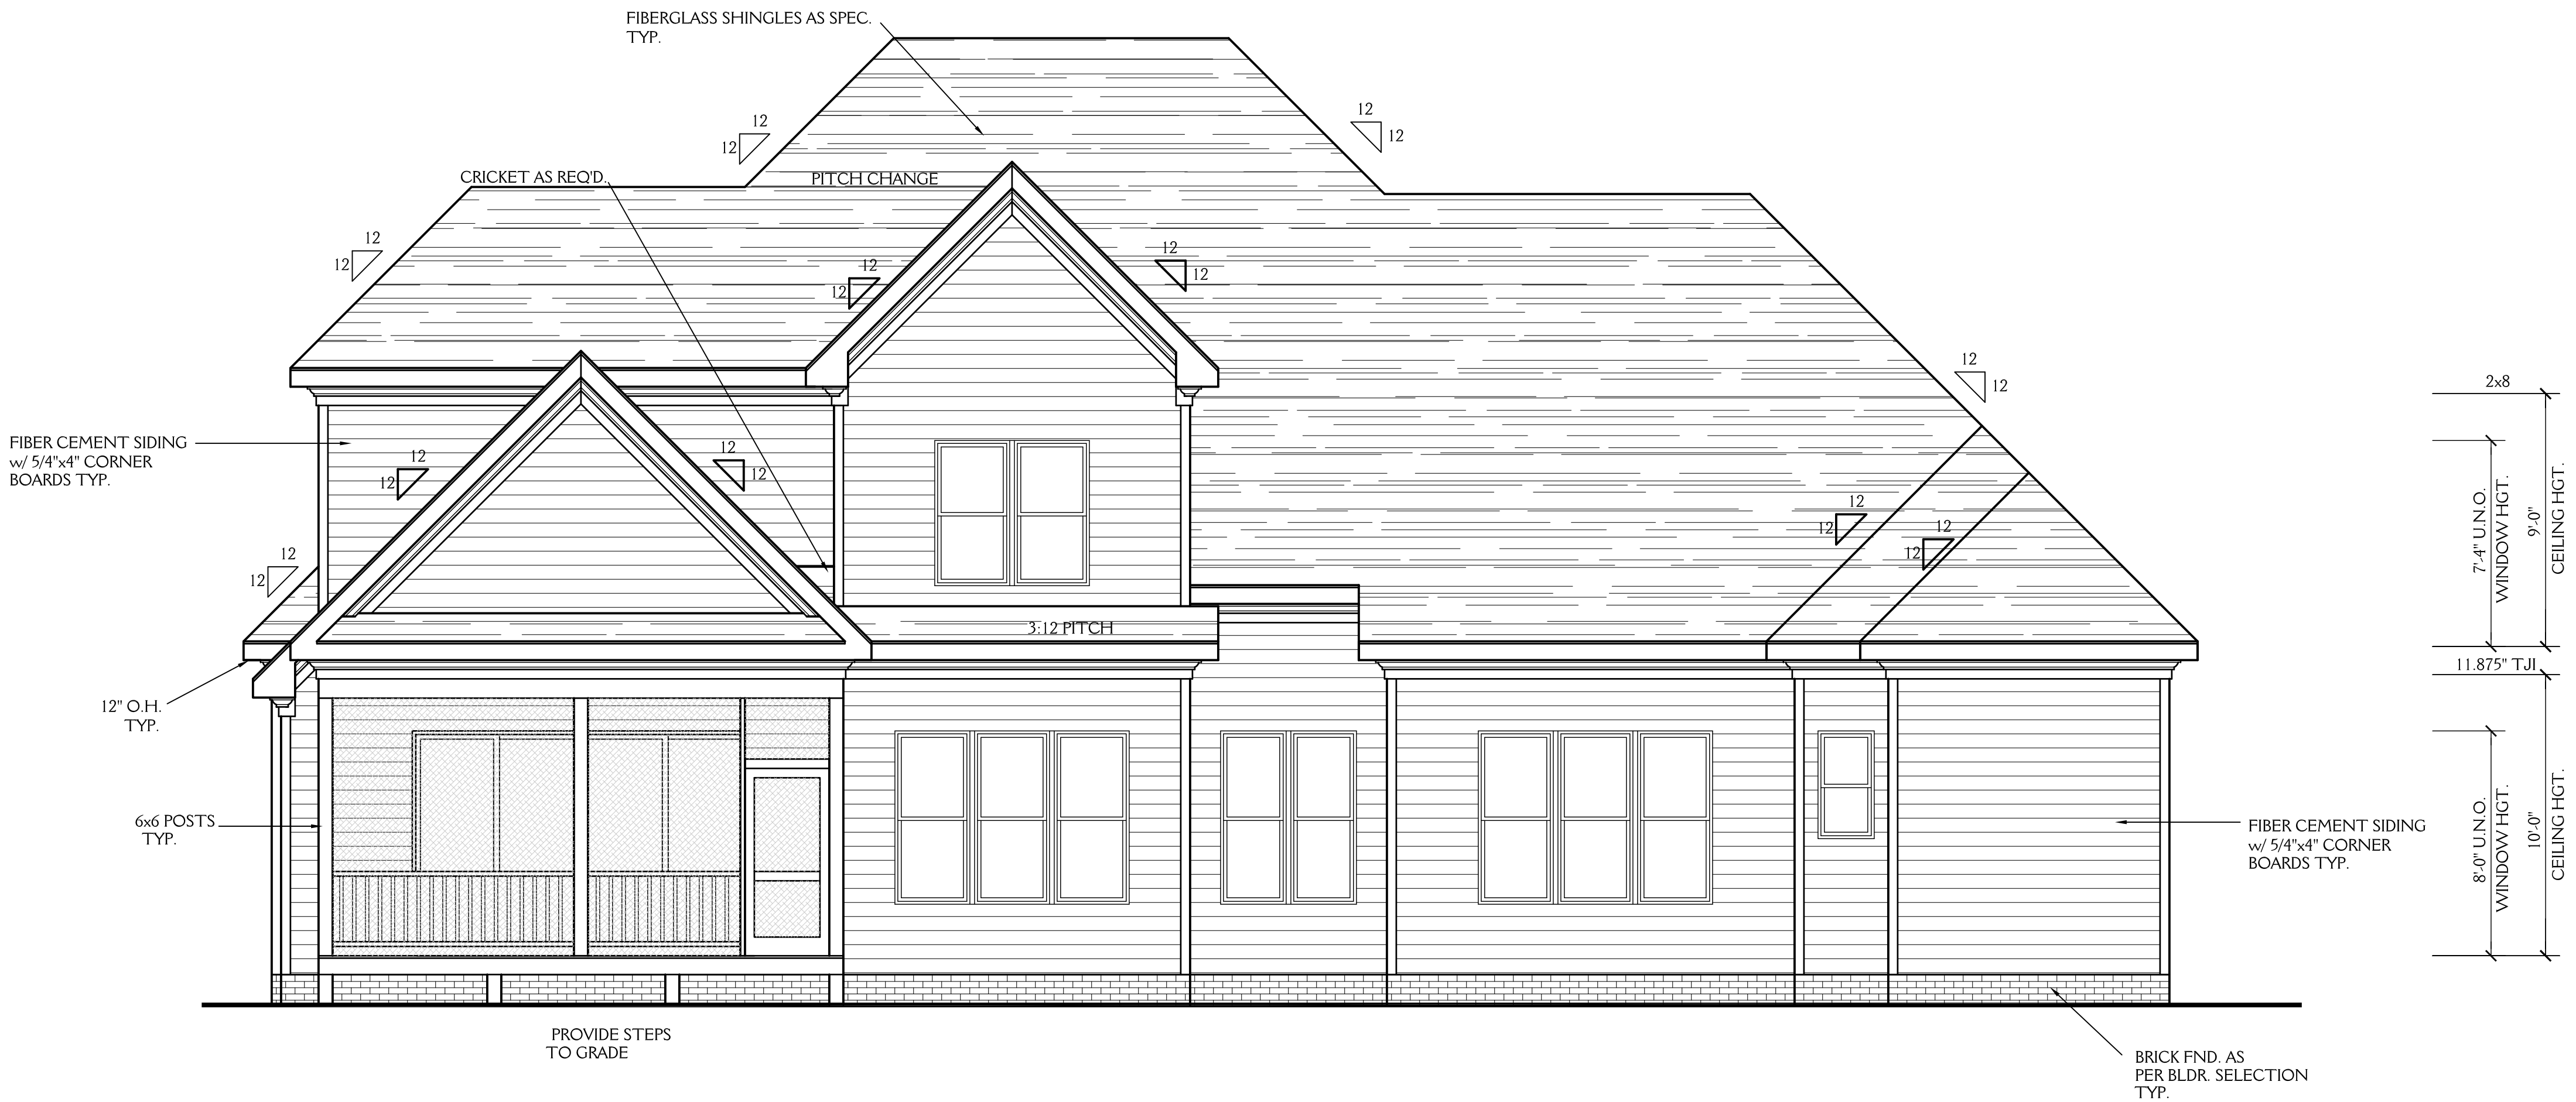 FIBERGLASS SHINGLES AS SPEC.
TYP.
12
12
12
12
CRICKET AS REQ'D.
PITCH CHANGE
12
12
12
12
12
12
12
12
2x8
FIBER CEMENT SIDING
w/ 5/4"x4" CORNER
BOARDS TYP.
12
12
12
12
7'-4" U.N.O.
WINDOW HGT.
9'-0"
CEILING HGT.
12
12
12
12
12
12
3:12 PITCH
11.875" TJI
12" O.H.
TYP.
6x6 POSTS
TYP.
8'-0" U.N.O.
WINDOW HGT.
10'-0"
CEILING HGT.
FIBER CEMENT SIDING
w/ 5/4"x4" CORNER
BOARDS TYP.
PROVIDE STEPS
TO GRADE
BRICK FND. AS
PER BLDR. SELECTION
TYP.